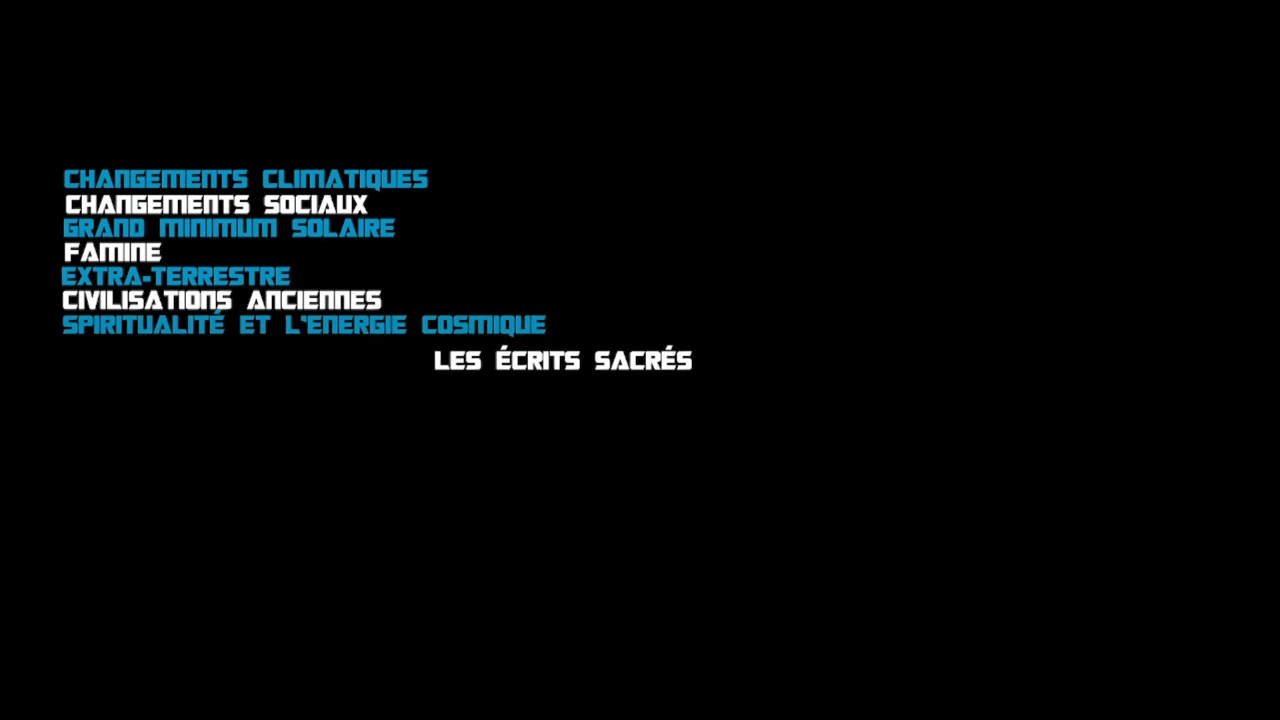 CHANGEMENTS CLIMATIQUES
CHANGEMENTS SOCIAUX
GRAND MINIMUM SOLAIRE
FAMINE
EXTRA-TERRESTRE
CIVILISATIONS ANCIENNES
SPIRITUALITÉ ET L'ENERGIE COSMIQUE
LES ÉCRITS SACRÉS